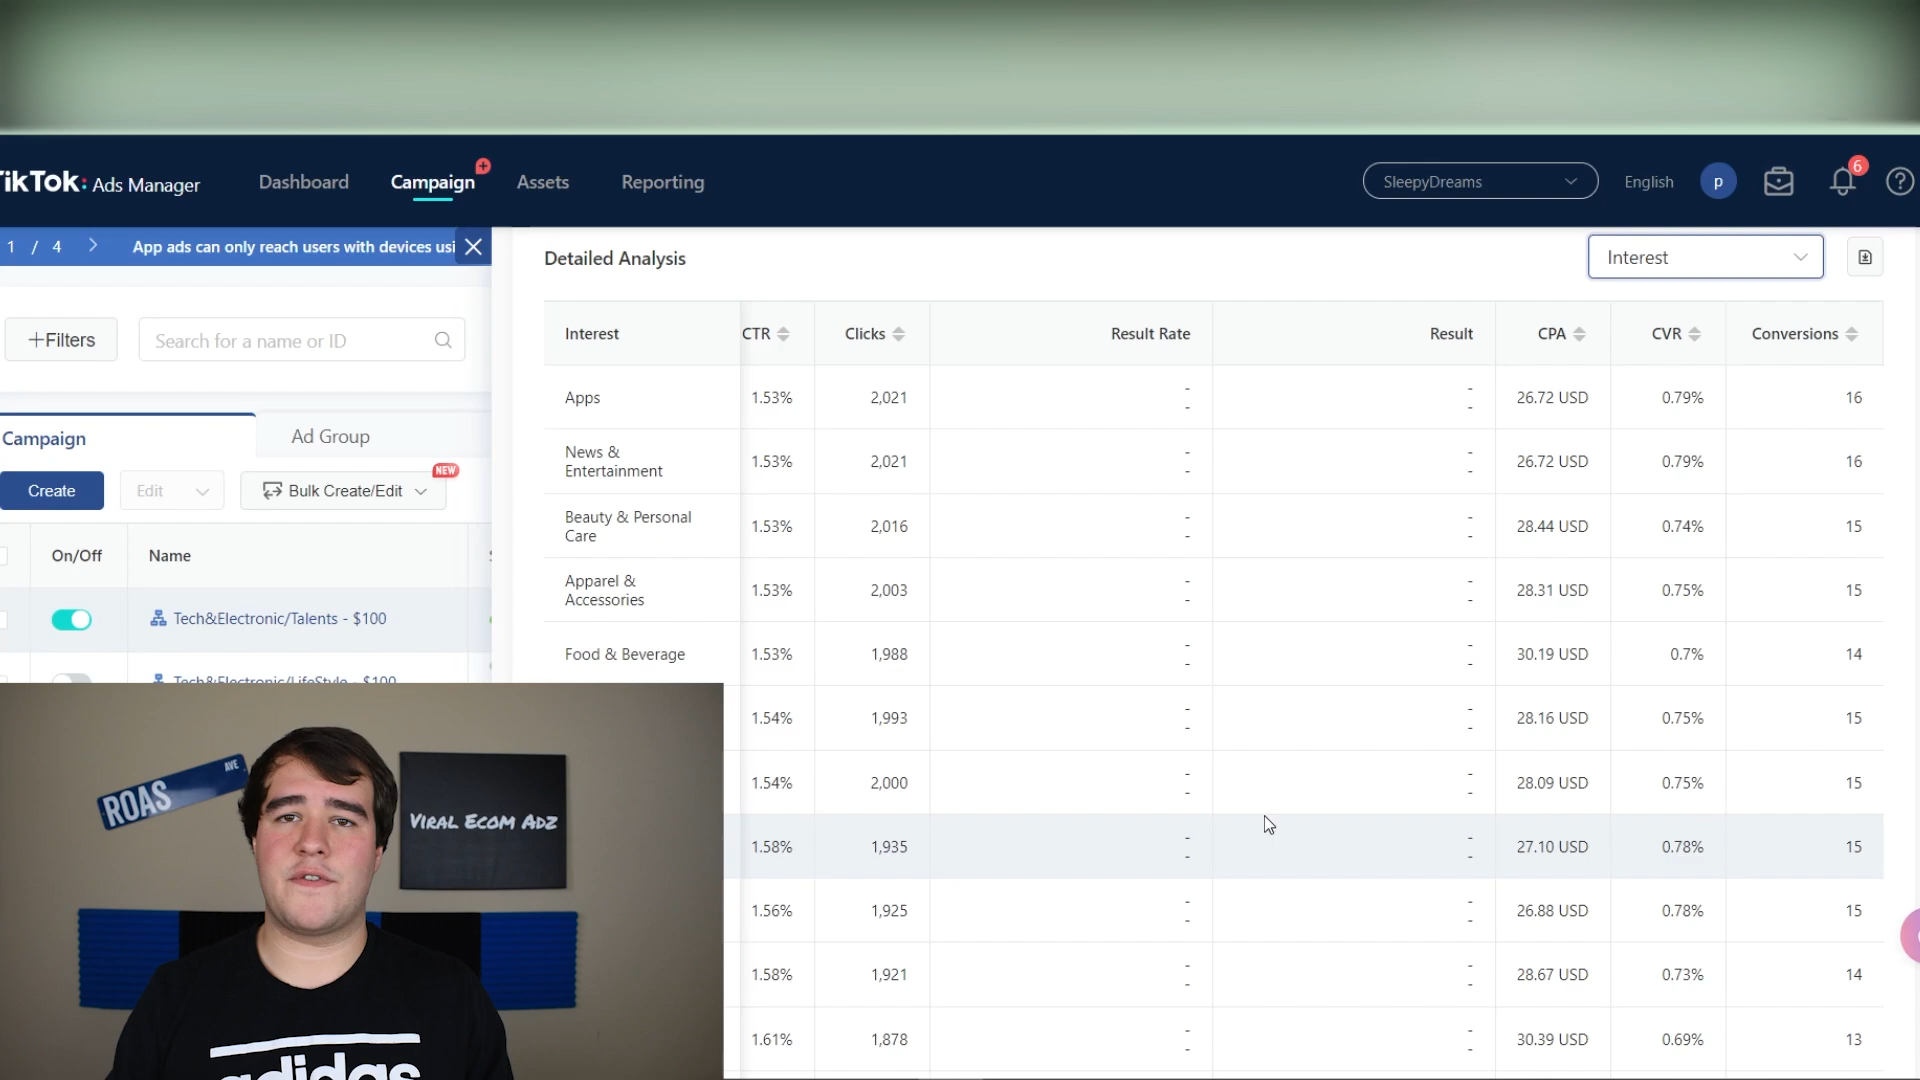 TikTok: Ads Manager
Dashboard
Campaign
Assets
Reporting
SleepyDreams
English
p
6
1 / 4
App ads can only reach users with devices usi
Detailed Analysis
Interest
+Filters
Search for a name or ID
Interest CTR Clicks Result Rate Result CPA CVR Conversions
Apps 1.53% 2,021 - - 26.72 USD 0.79% 16
- -
News & Entertainment 1.53% 2,021 - - 26.72 USD 0.79% 16
- -
Beauty & Personal Care 1.53% 2,016 - - 28.44 USD 0.74% 15
- -
Apparel & Accessories 1.53% 2,003 - - 28.31 USD 0.75% 15
- -
Food & Beverage 1.53% 1,988 - - 30.19 USD 0.7% 14
- -
1.54% 1,993 - - 28.16 USD 0.75% 15
- -
1.54% 2,000 - - 28.09 USD 0.75% 15
- -
1.58% 1,935 - - 27.10 USD 0.78% 15
- -
1.56% 1,925 - - 26.88 USD 0.78% 15
- -
1.58% 1,921 - - 28.67 USD 0.73% 14
- -
1.61% 1,878 - - 30.39 USD 0.69% 13
- -
Campaign
Ad Group
Create
Edit
Bulk Create/Edit
NEW
On/Off
Name
Tech&Electronic/Talents - $100
Tech&Electronic/LifeStyle - $100
ROAS AVE
VIRAL ECOM ADZ
adidas